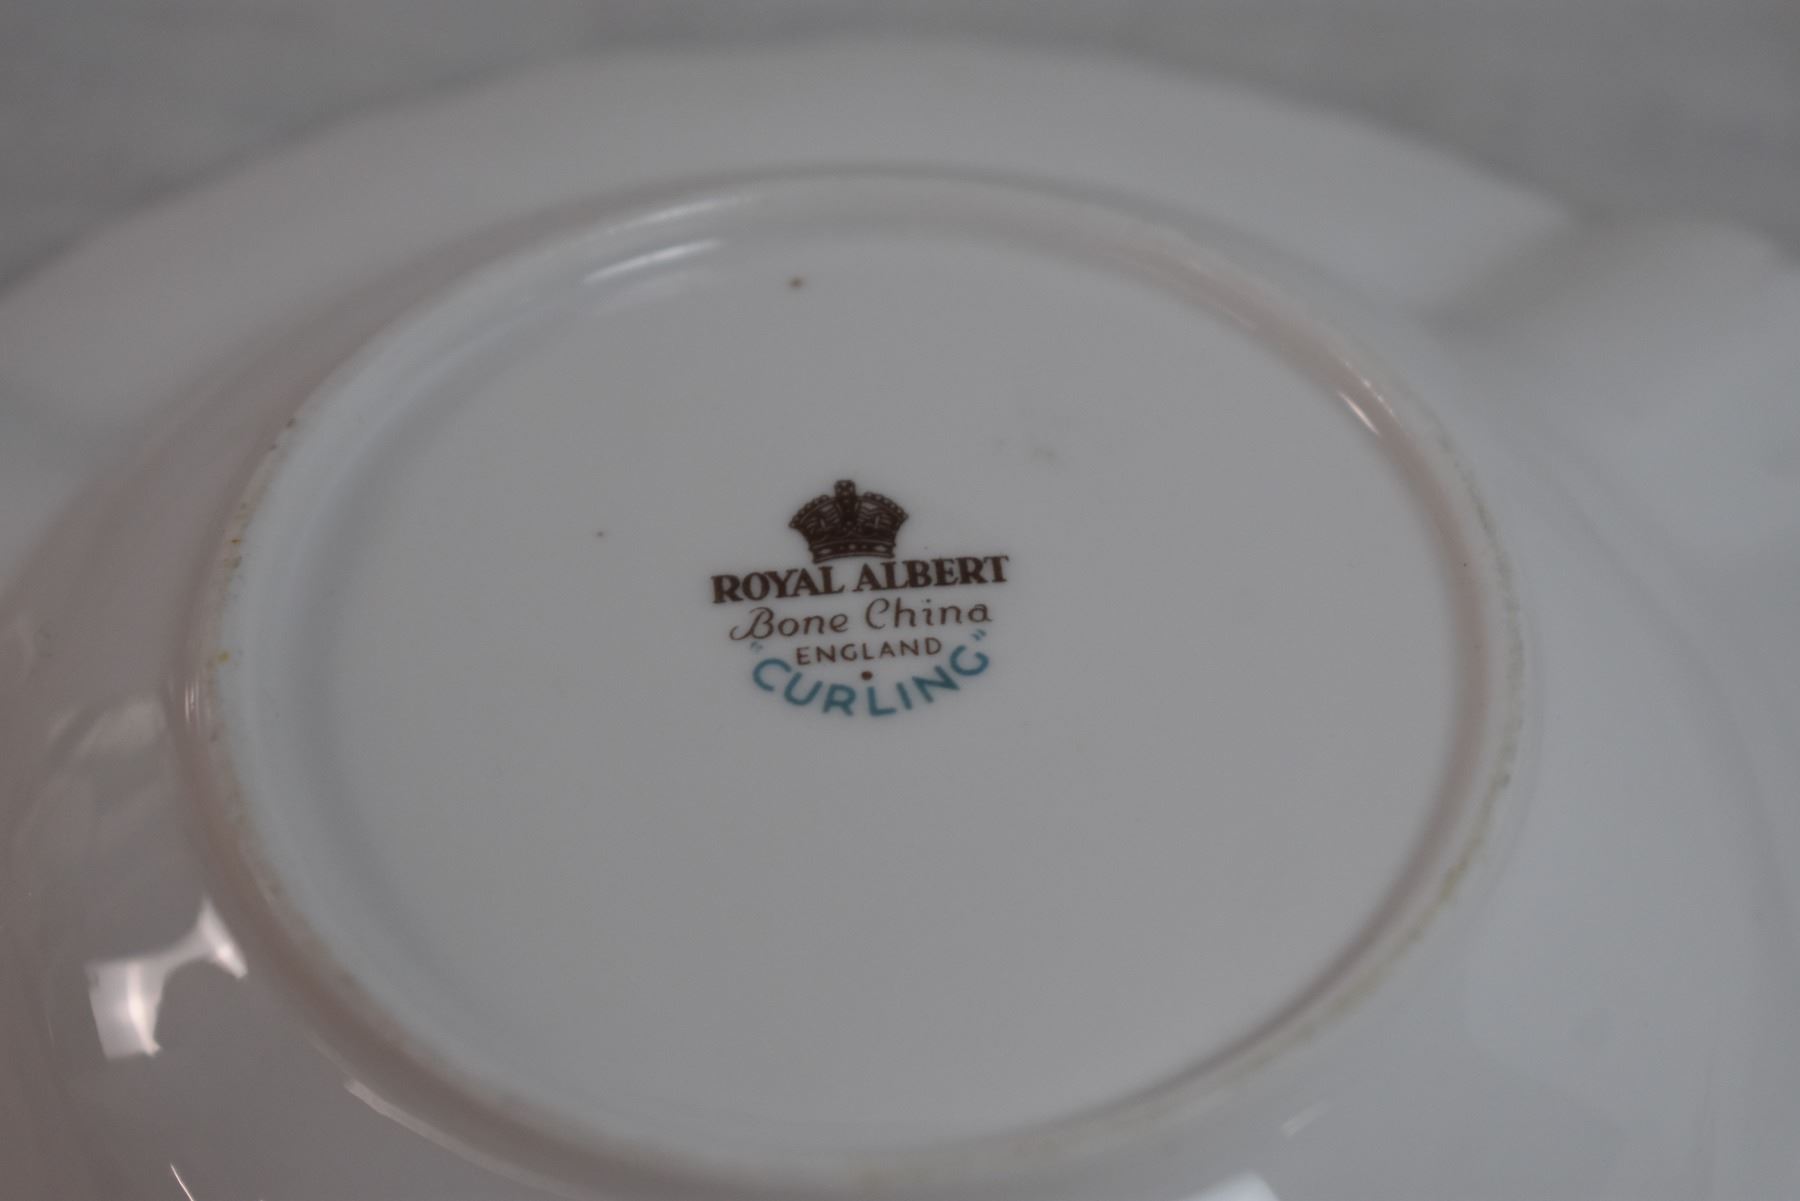 ROYAL ALBERT
Bone China
ENGLAND
"CURLING"